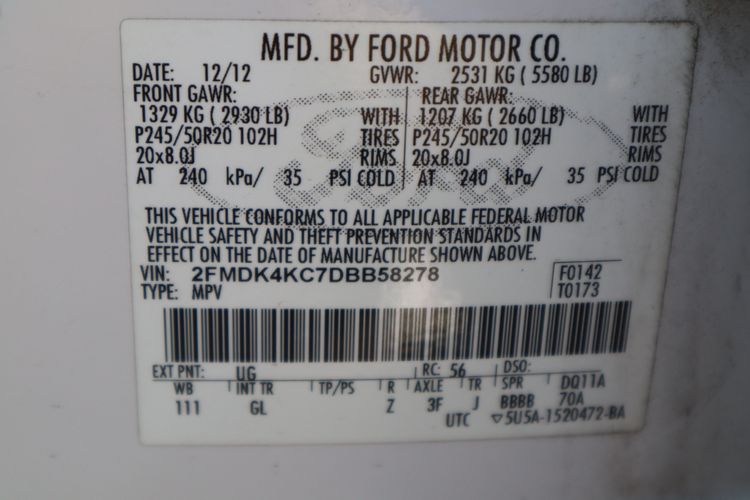 MFD. BY FORD MOTOR CO.
DATE: 12/12 GVWR: 2531 KG ( 5580 LB)
FRONT GAWR: REAR GAWR:
1329 KG ( 2930 LB) WITH 1207 KG ( 2660 LB) WITH
P245/50R20 102H TIRES P245/50R20 102H TIRES
20x8.0J RIMS 20x8.0J RIMS
AT 240 kPa/ 35 PSI COLD AT 240 kPa/ 35 PSI COLD
THIS VEHICLE CONFORMS TO ALL APPLICABLE FEDERAL MOTOR
VEHICLE SAFETY AND THEFT PREVENTION STANDARDS IN
EFFECT ON THE DATE OF MANUFACTURE SHOWN ABOVE.
VIN: 2FMDK4KC7DBB58278 F0142
TYPE: MPV T0173
EXT PNT: UG RC: 56 DSO:
WB INT TR TP/PS R AXLE TR SPR DQ11A
111 GL Z 3F J BBBB 70A
UTC ▽5U5A-1520472-BA